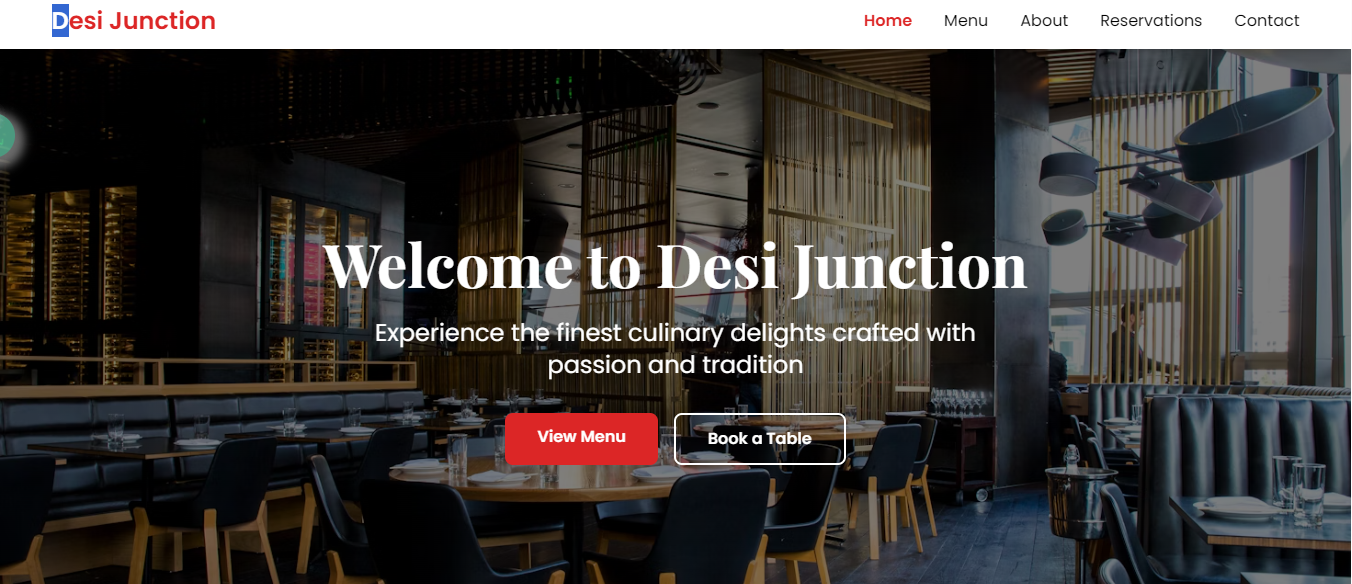 Desi Junction
Home Menu About Reservations Contact
Welcome to Desi Junction
Experience the finest culinary delights crafted with
passion and tradition
View Menu
Book a Table